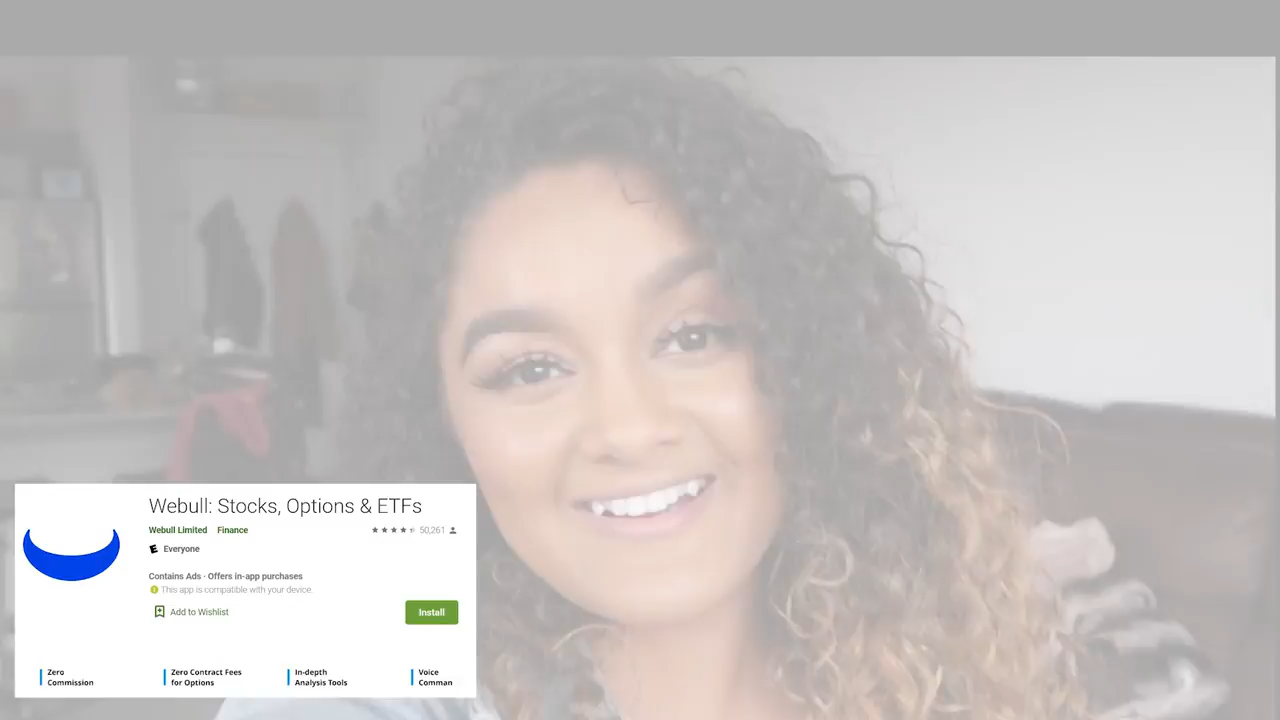 Webull: Stocks, Options & ETFs
Webull Limited Finance 50,261
Everyone
Contains Ads · Offers in-app purchases
This app is compatible with your device.
Add to Wishlist Install
Zero Zero Contract Fees In-depth Voice
Commission for Options Analysis Tools Comman